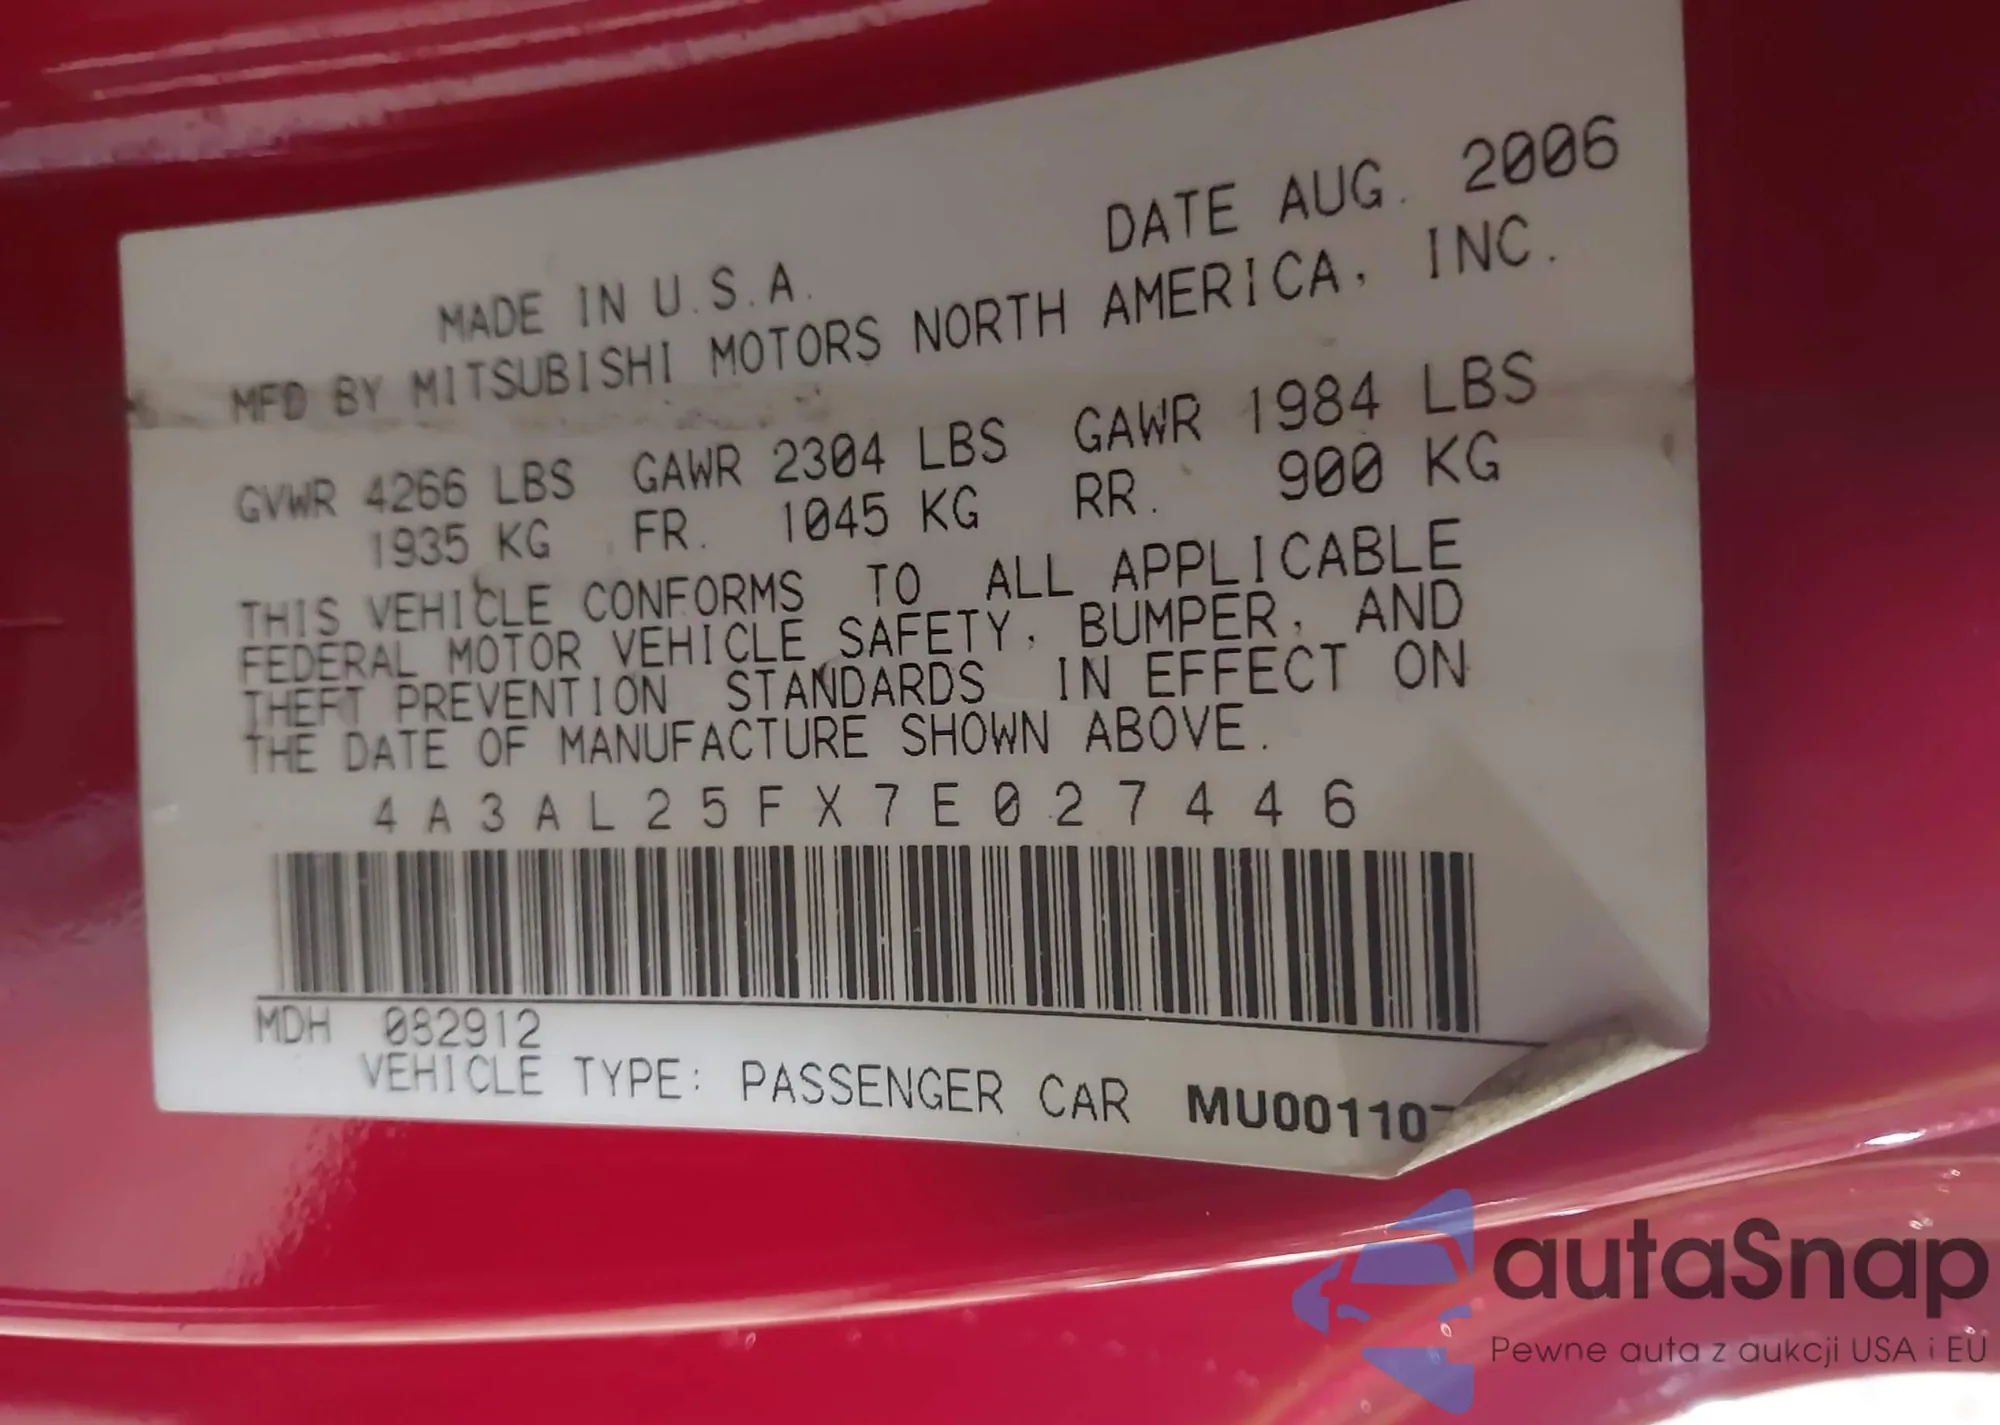 DATE AUG. 2006
MADE IN U.S.A.
MFD BY MITSUBISHI MOTORS NORTH AMERICA, INC.
GVWR 4266 LBS GAWR 2304 LBS GAWR 1984 LBS
1935 KG FR. 1045 KG RR. 900 KG
THIS VEHICLE CONFORMS TO ALL APPLICABLE
FEDERAL MOTOR VEHICLE SAFETY, BUMPER, AND
THEFT PREVENTION STANDARDS IN EFFECT ON
THE DATE OF MANUFACTURE SHOWN ABOVE.
4A3AL25FX7E027446
MDH 082912
VEHICLE TYPE: PASSENGER CAR MU00110
autaSnap
Pewne auta z aukcji USA i EU